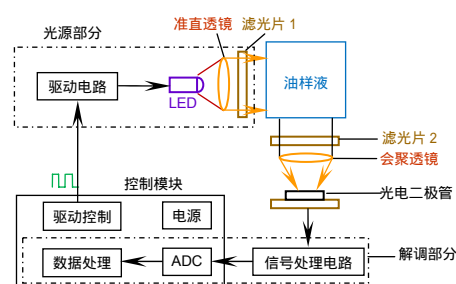 光源部分
准直透镜
滤光片 1
驱动电路
LED
油样液
滤光片 2
会聚透镜
控制模块
光电二极管
驱动控制
电源
解调部分
数据处理
ADC
信号处理电路